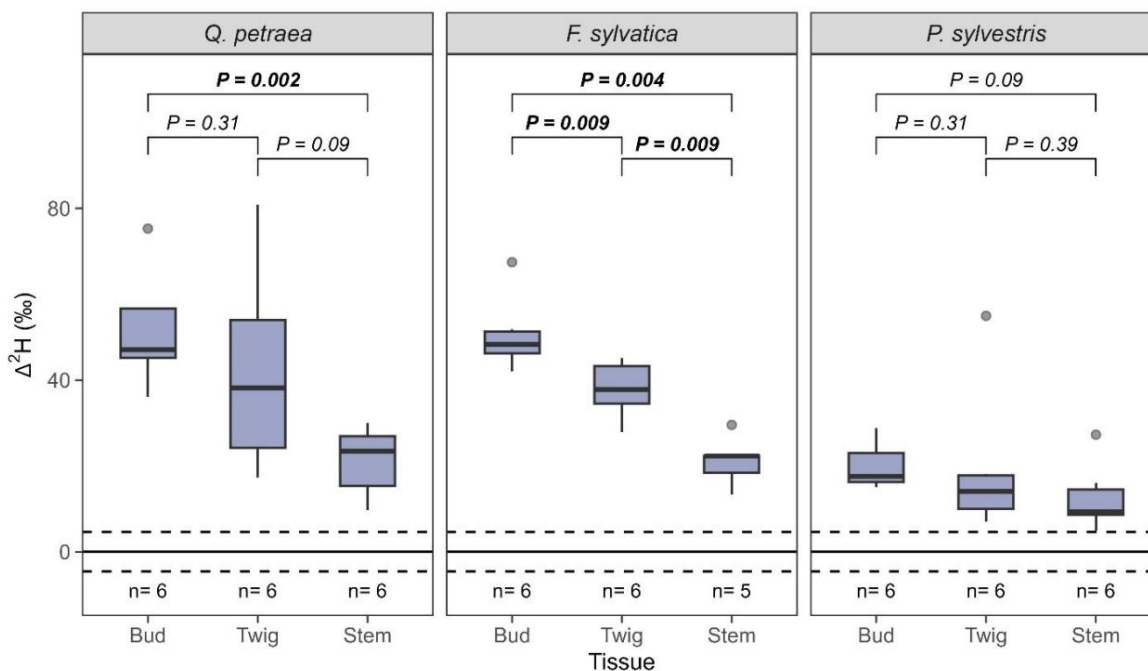 Q. petraea
F. sylvatica
P. sylvestris
P = 0.002
P = 0.004
P = 0.09
P = 0.31
P = 0.009
P = 0.31
P = 0.09
P = 0.009
P = 0.39
80
40
0
Δ²H (‰)
n= 6
n= 6
n= 6
n= 6
n= 6
n= 5
n= 6
n= 6
n= 6
Bud
Twig
Stem
Bud
Twig
Stem
Bud
Twig
Stem
Tissue